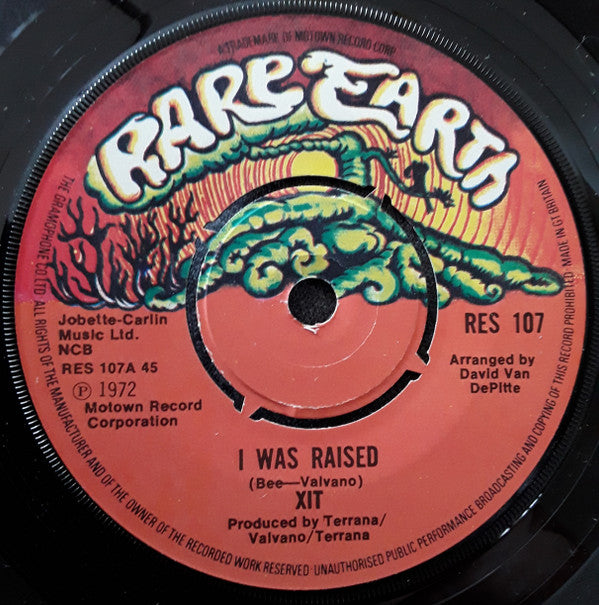 A TRADEMARK OF MOTOWN RECORD CORP.
RARE EARTH
THE GRAMOPHONE CO LTD ALL RIGHTS OF THE MANUFACTURER AND OF THE OWNER OF THE RECORDED WORK RESERVED UNAUTHORISED PUBLIC PERFORMANCE BROADCASTING AND COPYING OF THIS RECORD PROHIBITED MADE IN GT BRITAIN
Jobette-Carlin
Music Ltd.
NCB
RES 107A 45
Ⓟ 1972
Motown Record
Corporation
RES 107
Arranged by
David Van
DePitte
I WAS RAISED
(Bee—Valvano)
XIT
Produced by Terrana/
Valvano/Terrana